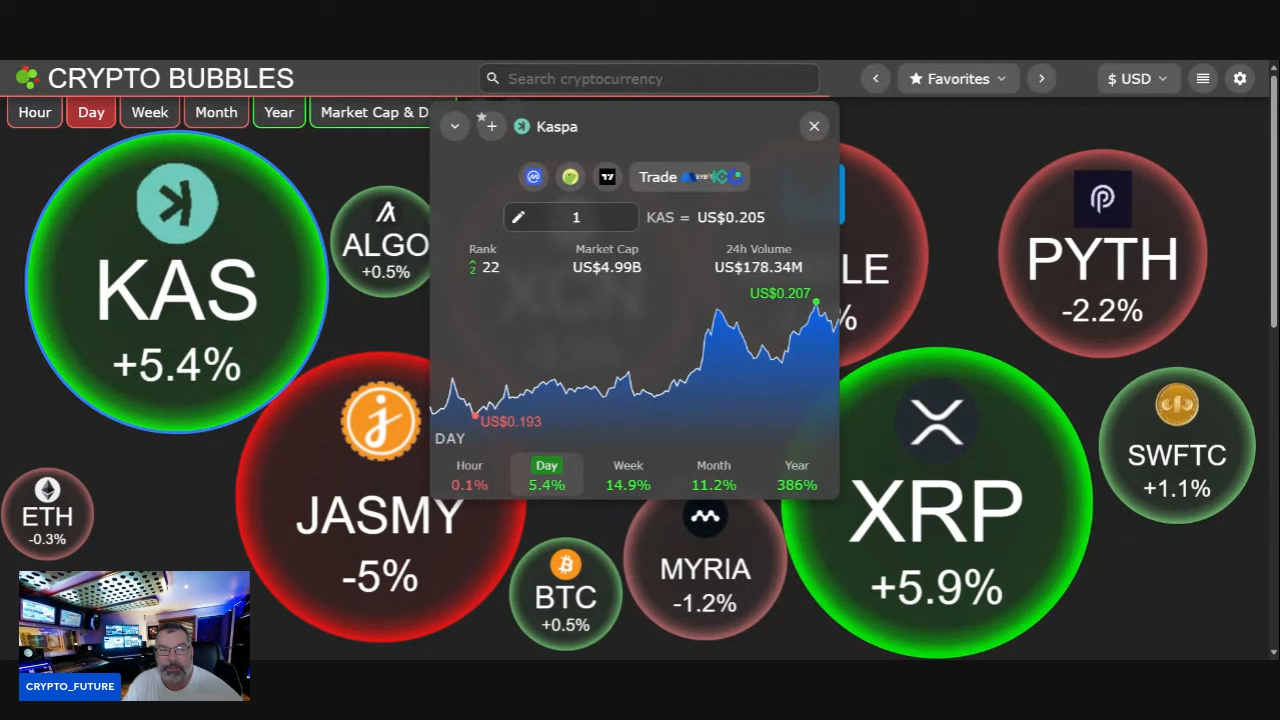 CRYPTO BUBBLES
Search cryptocurrency
Favorites
$ USD
Hour
Day
Week
Month
Year
Market Cap & D
Kaspa
Trade
1
KAS = US$0.205
Rank
Market Cap
24h Volume
2 22
US$4.99B
US$178.34M
US$0.207
US$0.193
DAY
Hour
Day
Week
Month
Year
0.1%
5.4%
14.9%
11.2%
386%
KAS
+5.4%
ALGO
+0.5%
LE
%
PYTH
-2.2%
JASMY
-5%
XRP
+5.9%
SWFTC
+1.1%
ETH
-0.3%
BTC
+0.5%
MYRIA
-1.2%
XCN
CRYPTO_FUTURE